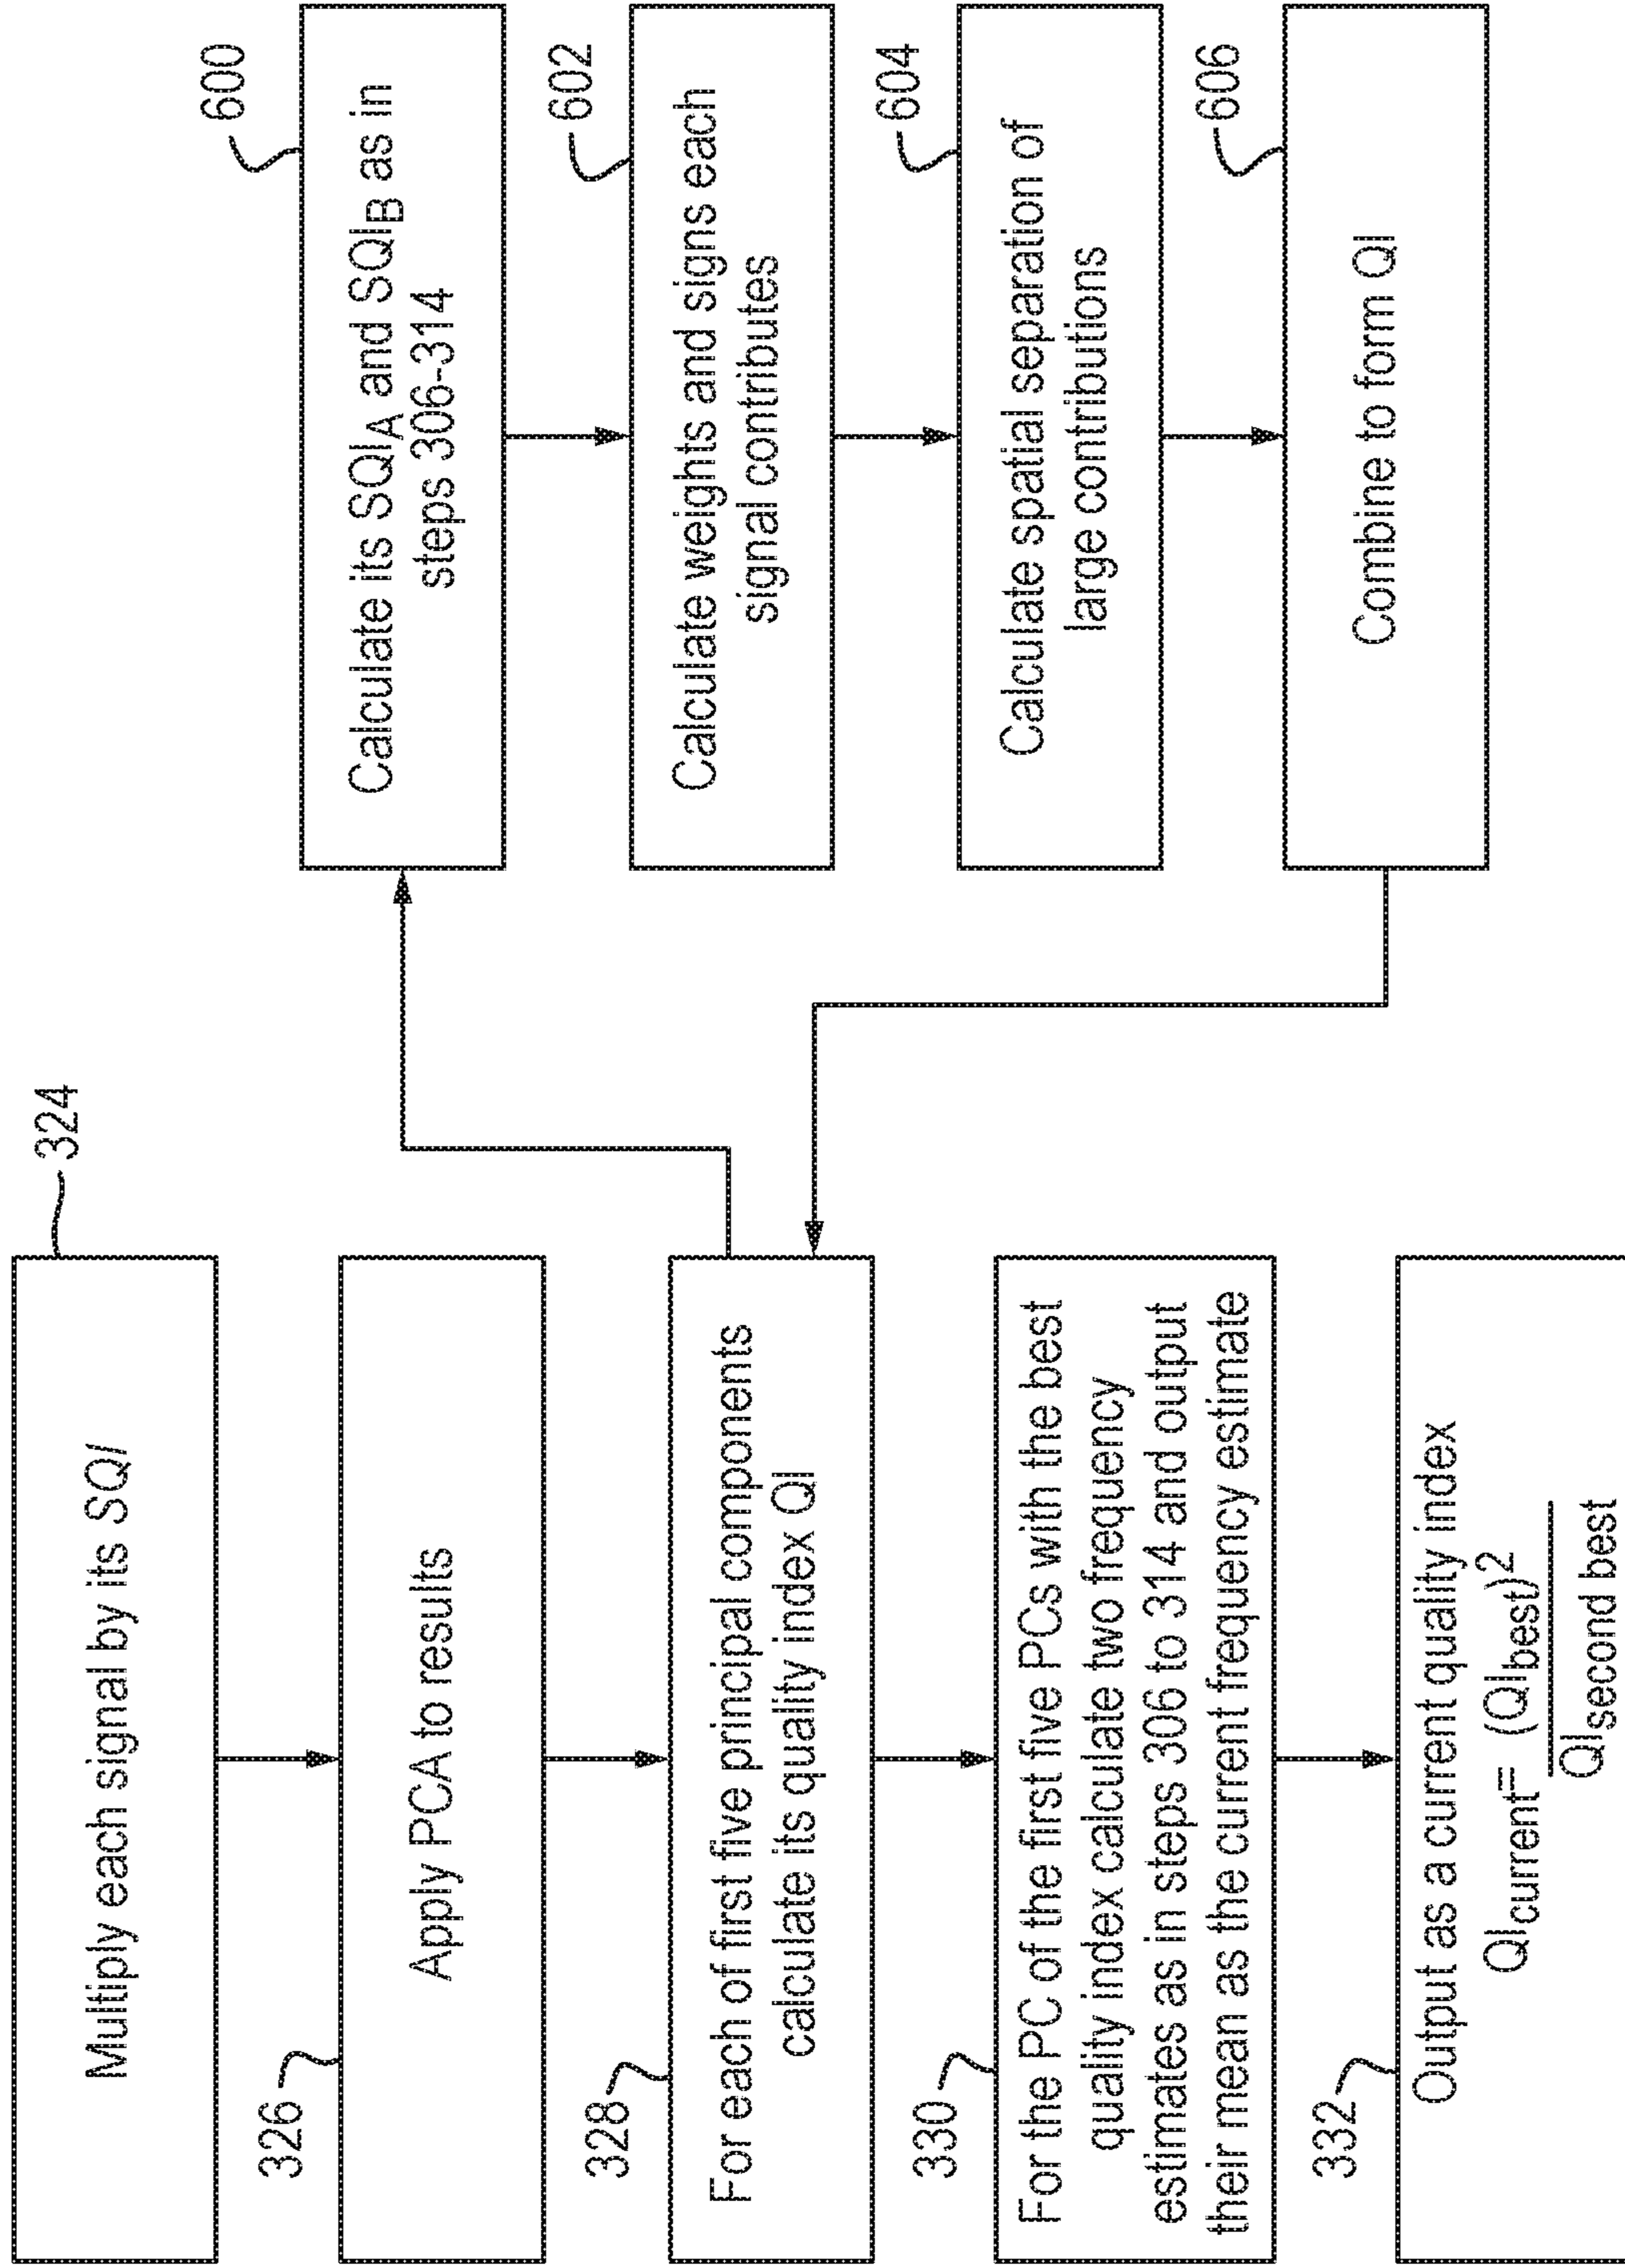 324
Multiply each signal by its SQI
326
Apply PCA to results
328
For each of first five principal components
calculate its quality index QI
330
For the PC of the first five PCs with the best
quality index calculate two frequency
estimates as in steps 306 to 314 and output
their mean as the current frequency estimate
332
Output as a current quality index
QIcurrent= (QIbest)2
QIsecond best
600
Calculate its SQIA and SQIB as in
steps 306-314
602
Calculate weights and signs each
signal contributes
604
Calculate spatial separation of
large contributions
606
Combine to form QI